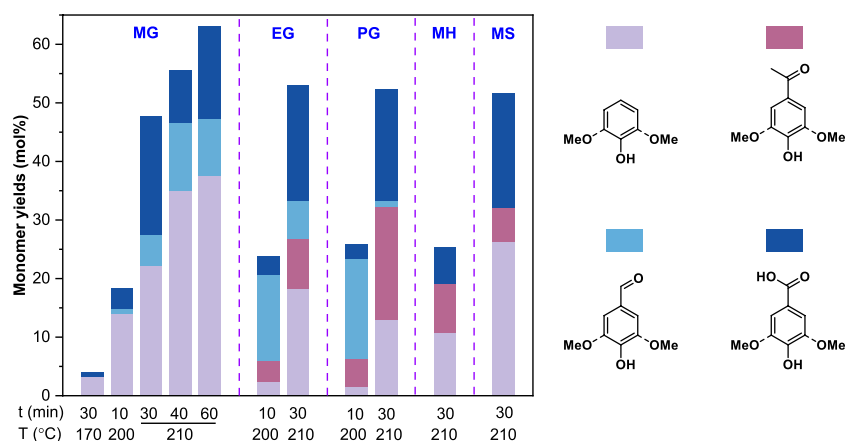 MG EG PG MH MS
Monomer yields (mol%)
60
50
40
30
20
10
0
t (min) 30 10 30 40 60 10 30 10 30 30 30
T (°C) 170 200 210 200 210 200 210 210 210
MeO OMe
OH
O
MeO OMe
OH
O
MeO OMe
OH
HO O
MeO OMe
OH